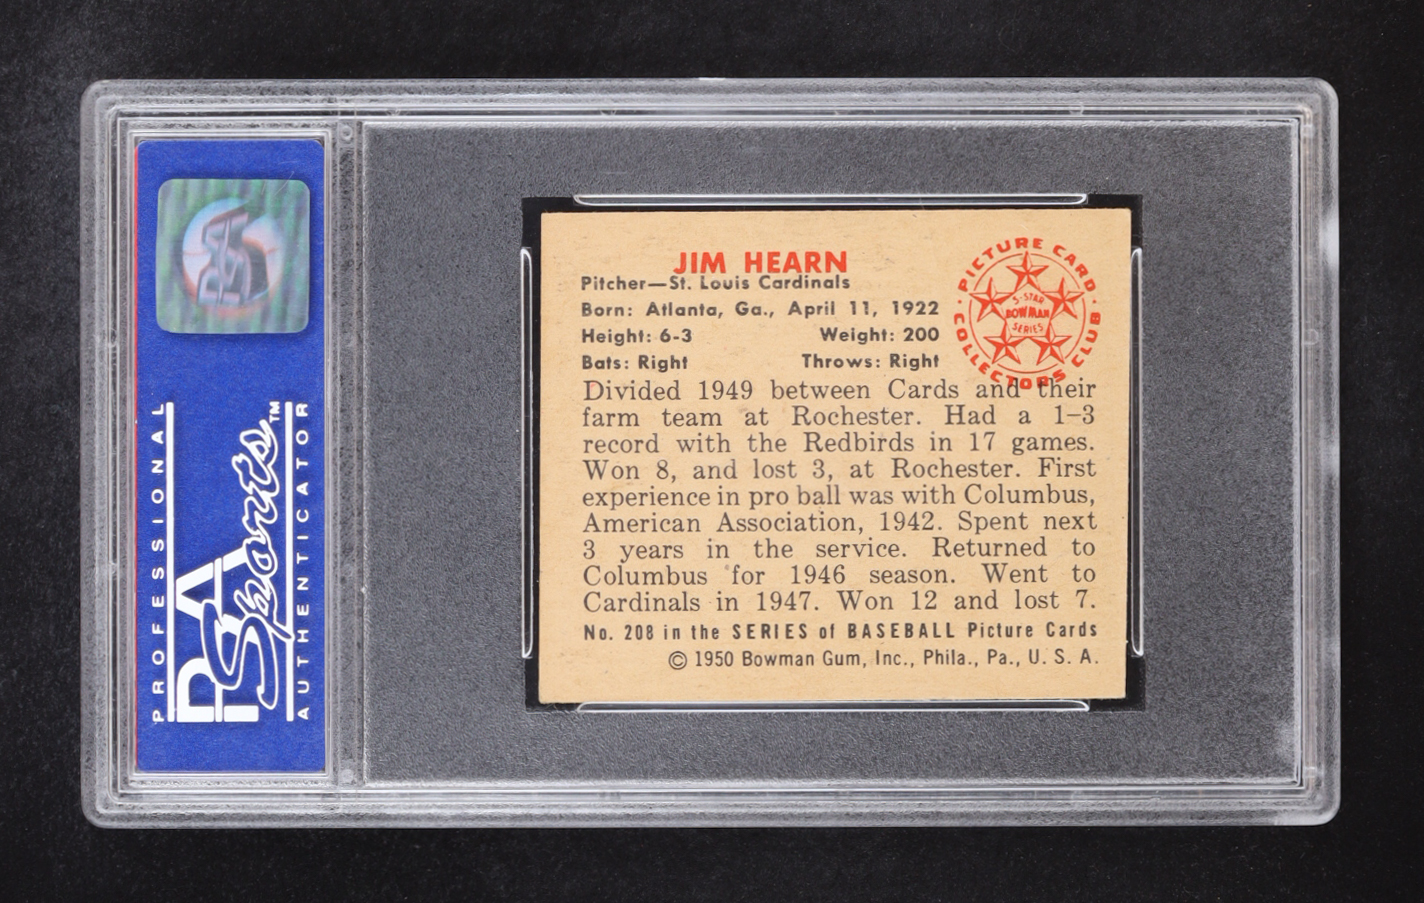 PROFESSIONAL
PSA
Sports™
AUTHENTICATOR
PSA
JIM HEARN
Pitcher—St. Louis Cardinals
Born: Atlanta, Ga., April 11, 1922
Height: 6-3 Weight: 200
Bats: Right Throws: Right
PICTURE CARD
COLLECTORS CLUB
5-STAR
BOWMAN
SERIES
Divided 1949 between Cards and their
farm team at Rochester. Had a 1–3
record with the Redbirds in 17 games.
Won 8, and lost 3, at Rochester. First
experience in pro ball was with Columbus,
American Association, 1942. Spent next
3 years in the service. Returned to
Columbus for 1946 season. Went to
Cardinals in 1947. Won 12 and lost 7.
No. 208 in the SERIES of BASEBALL Picture Cards
© 1950 Bowman Gum, Inc., Phila., Pa., U. S. A.